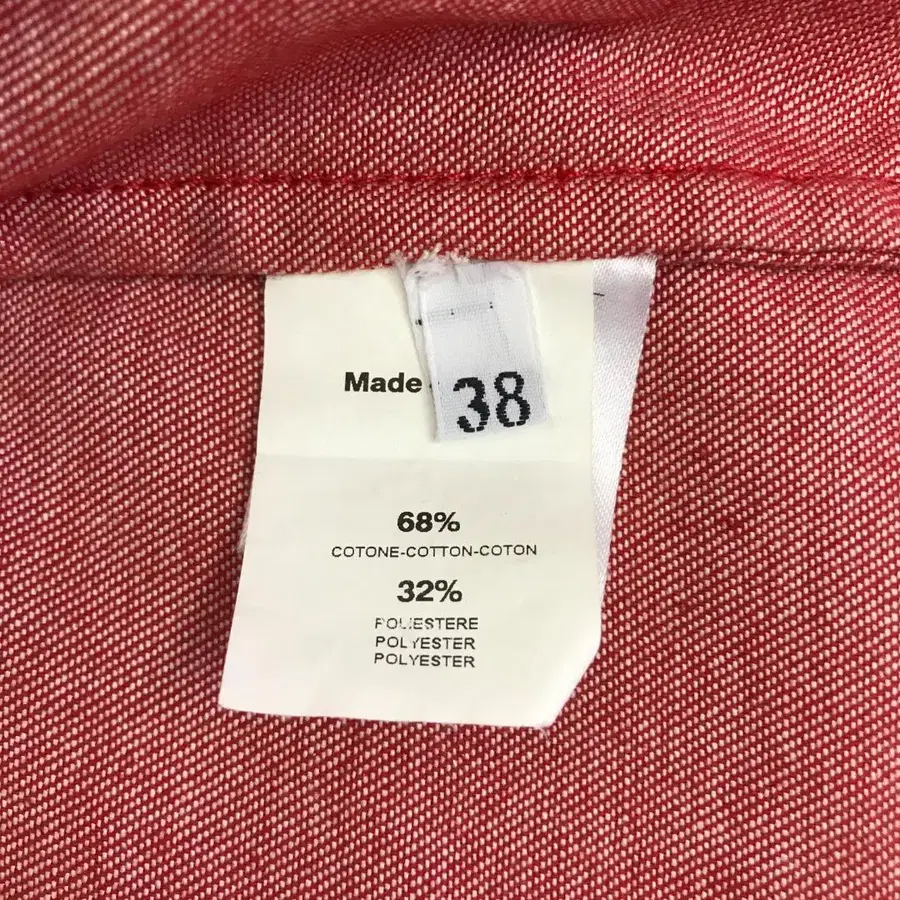 Made
38
68%
COTONE-COTTON-COTON
32%
POLIESTERE
POLYESTER
POLYESTER